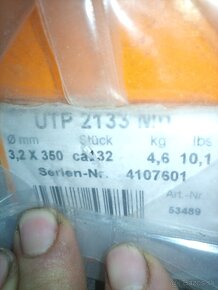 UTP 2133 Mn
Ø mm Stück kg lbs
3,2 X 350 ca: 32 4,6 10,1
Serien-Nr. 4107601
Art.-Nr
53489